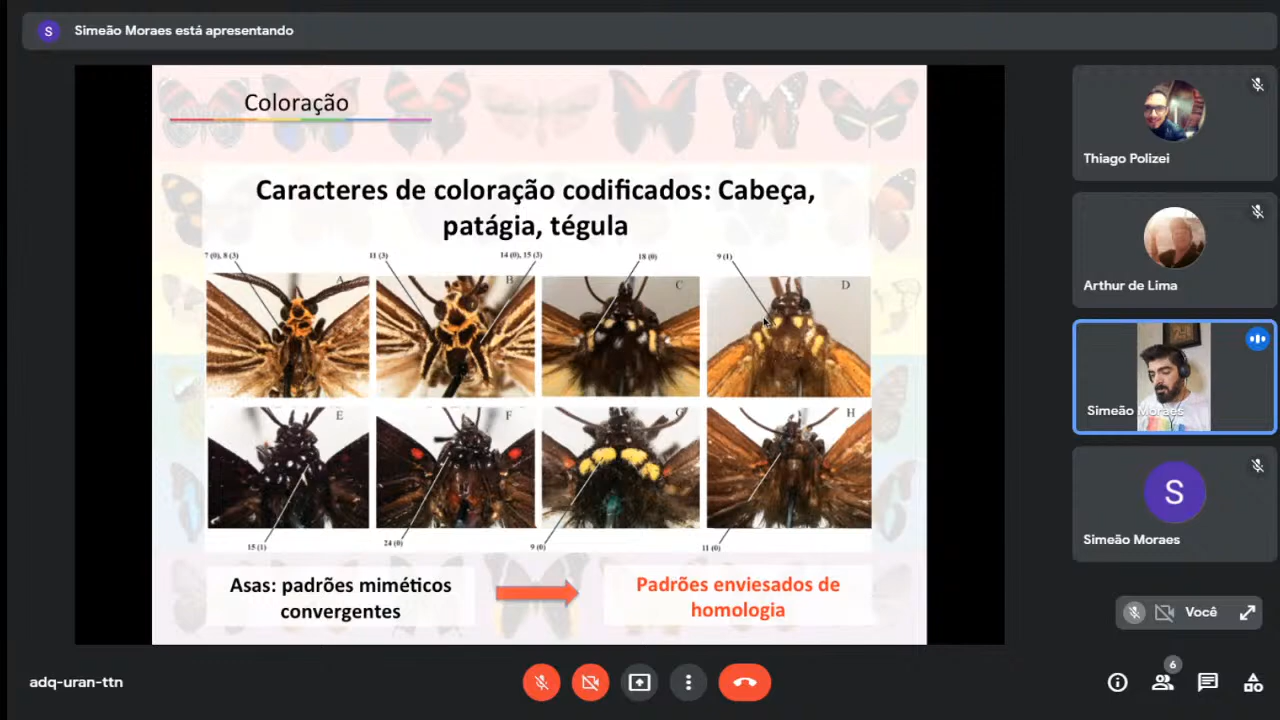 S Simeão Moraes está apresentando
Coloração
Caracteres de coloração codificados: Cabeça,
patágia, tégula
7 (0), 8 (3)
11 (3)
14 (0), 15 (3)
18 (0)
9 (1)
A
B
C
D
E
F
G
H
15 (1)
24 (0)
9 (0)
11 (0)
Asas: padrões miméticos
convergentes
Padrões enviesados de
homologia
Thiago Polizei
Arthur de Lima
Simeão Moraes
S
Simeão Moraes
Você
adq-uran-ttn
6